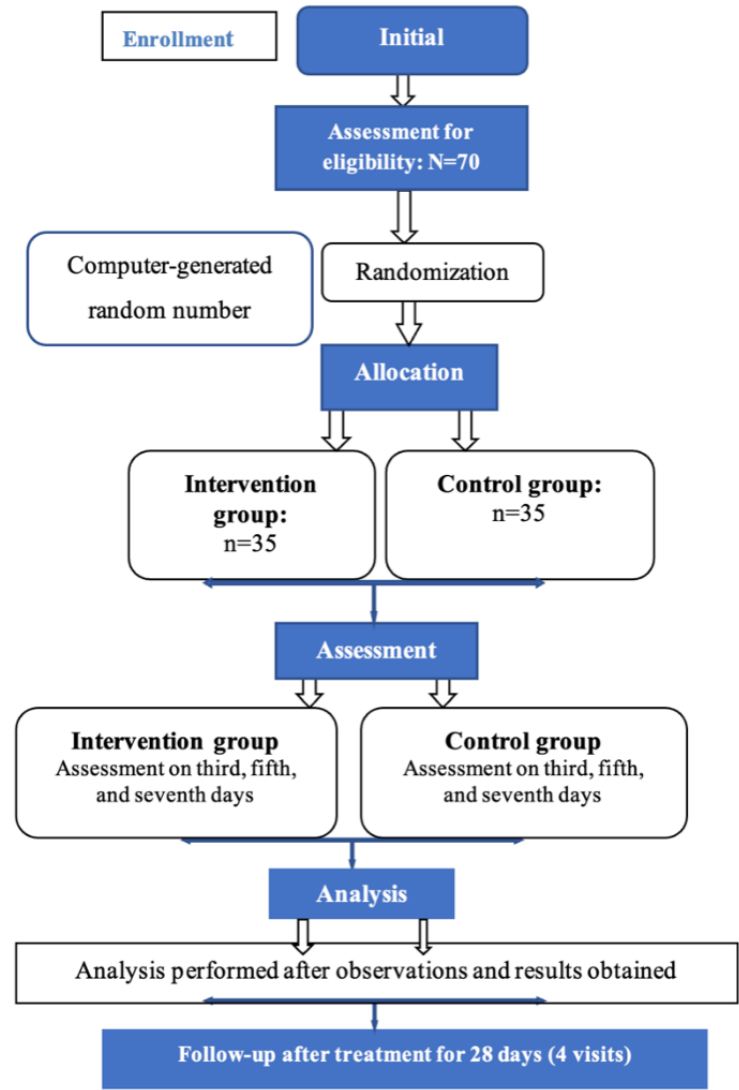 Enrollment
Initial
Assessment for
eligibility: N=70
Computer-generated
random number
Randomization
Allocation
Intervention
group:
n=35
Control group:
n=35
Assessment
Intervention group
Assessment on third, fifth,
and seventh days
Control group
Assessment on third, fifth,
and seventh days
Analysis
Analysis performed after observations and results obtained
Follow-up after treatment for 28 days (4 visits)